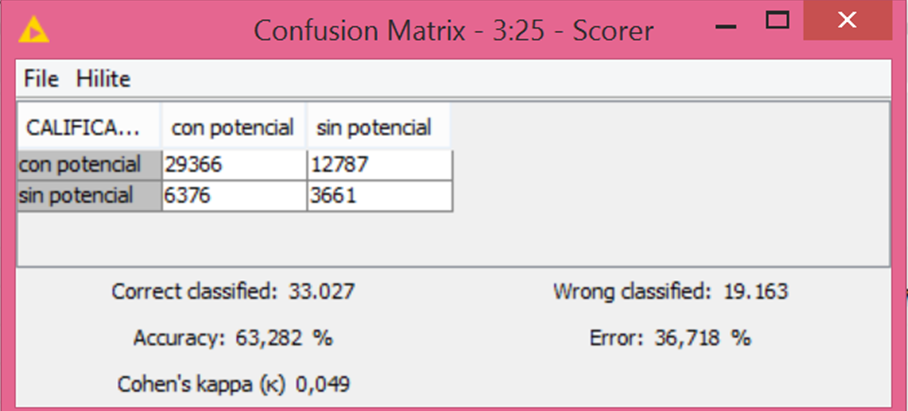 Confusion Matrix - 3:25 - Scorer
File Hilite
CALIFICA... con potencial sin potencial
con potencial 29366 12787
sin potencial 6376 3661
Correct classified: 33.027 Wrong classified: 19.163
Accuracy: 63,282 % Error: 36,718 %
Cohen's kappa (κ) 0,049